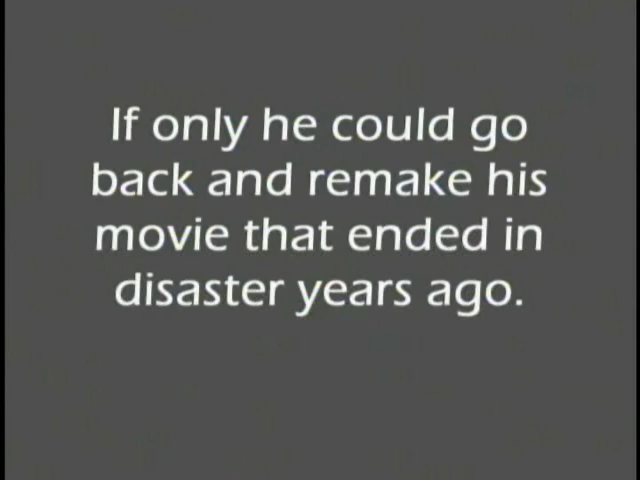 If only he could go
back and remake his
movie that ended in
disaster years ago.